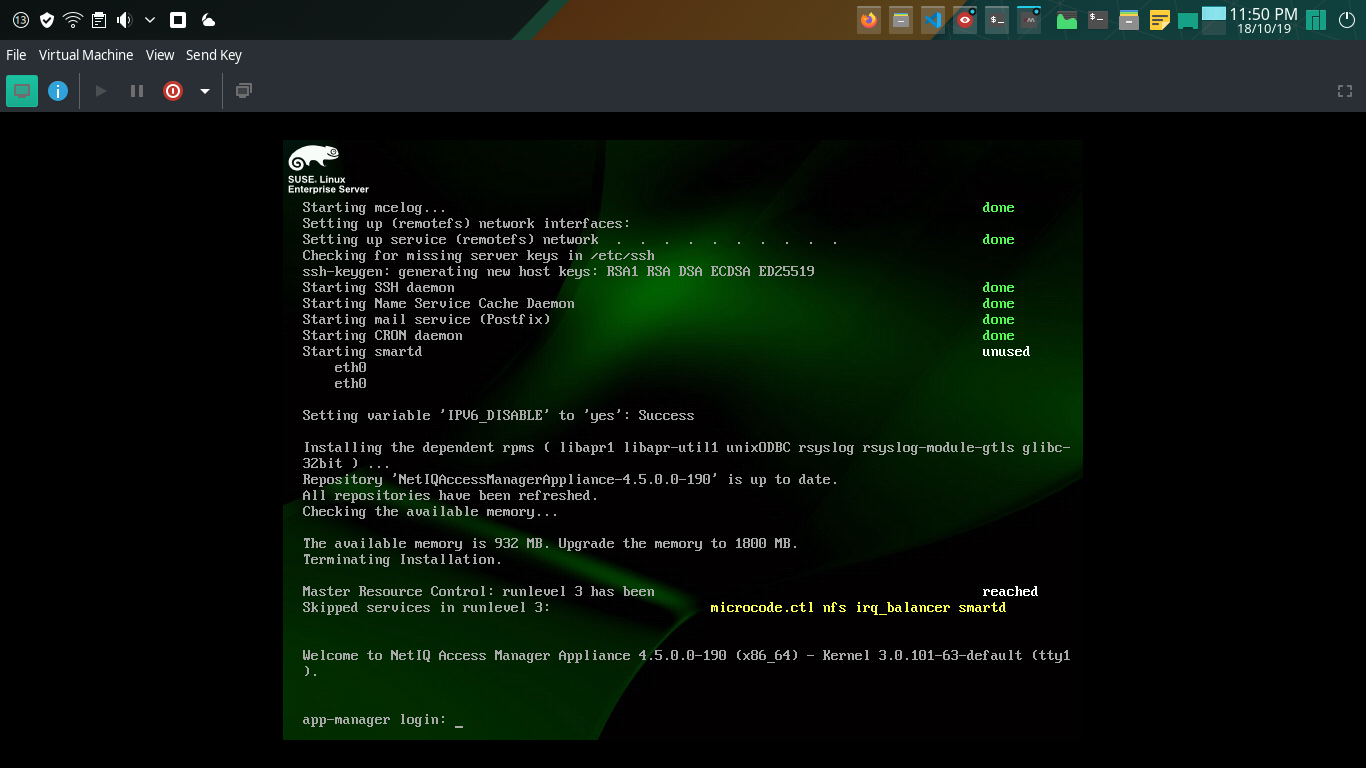 13
11:50 PM
18/10/19
File Virtual Machine View Send Key
SUSE. Linux
Enterprise Server
Starting mcelog... done
Setting up (remotefs) network interfaces:
Setting up service (remotefs) network . . . . . . . . . . done
Checking for missing server keys in /etc/ssh
ssh-keygen: generating new host keys: RSA1 RSA DSA ECDSA ED25519
Starting SSH daemon done
Starting Name Service Cache Daemon done
Starting mail service (Postfix) done
Starting CRON daemon done
Starting smartd unused
eth0
eth0
Setting variable 'IPV6_DISABLE' to 'yes': Success
Installing the dependent rpms ( libapr1 libapr-util1 unixODBC rsyslog rsyslog-module-gtls glibc-
32bit ) ...
Repository 'NetIQAccessManagerAppliance-4.5.0.0-190' is up to date.
All repositories have been refreshed.
Checking the available memory...
The available memory is 932 MB. Upgrade the memory to 1800 MB.
Terminating Installation.
Master Resource Control: runlevel 3 has been reached
Skipped services in runlevel 3: microcode.ctl nfs irq_balancer smartd
Welcome to NetIQ Access Manager Appliance 4.5.0.0-190 (x86_64) - Kernel 3.0.101-63-default (tty1
).
app-manager login: _